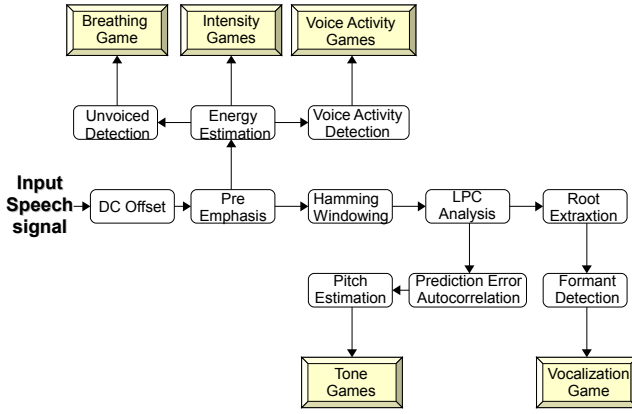 Breathing
Game
Intensity
Games
Voice Activity
Games
Unvoiced
Detection
Energy
Estimation
Voice Activity
Detection
Input
Speech
signal
DC Offset
Pre
Emphasis
Hamming
Windowing
LPC
Analysis
Root
Extraxtion
Pitch
Estimation
Prediction Error
Autocorrelation
Formant
Detection
Tone
Games
Vocalization
Game